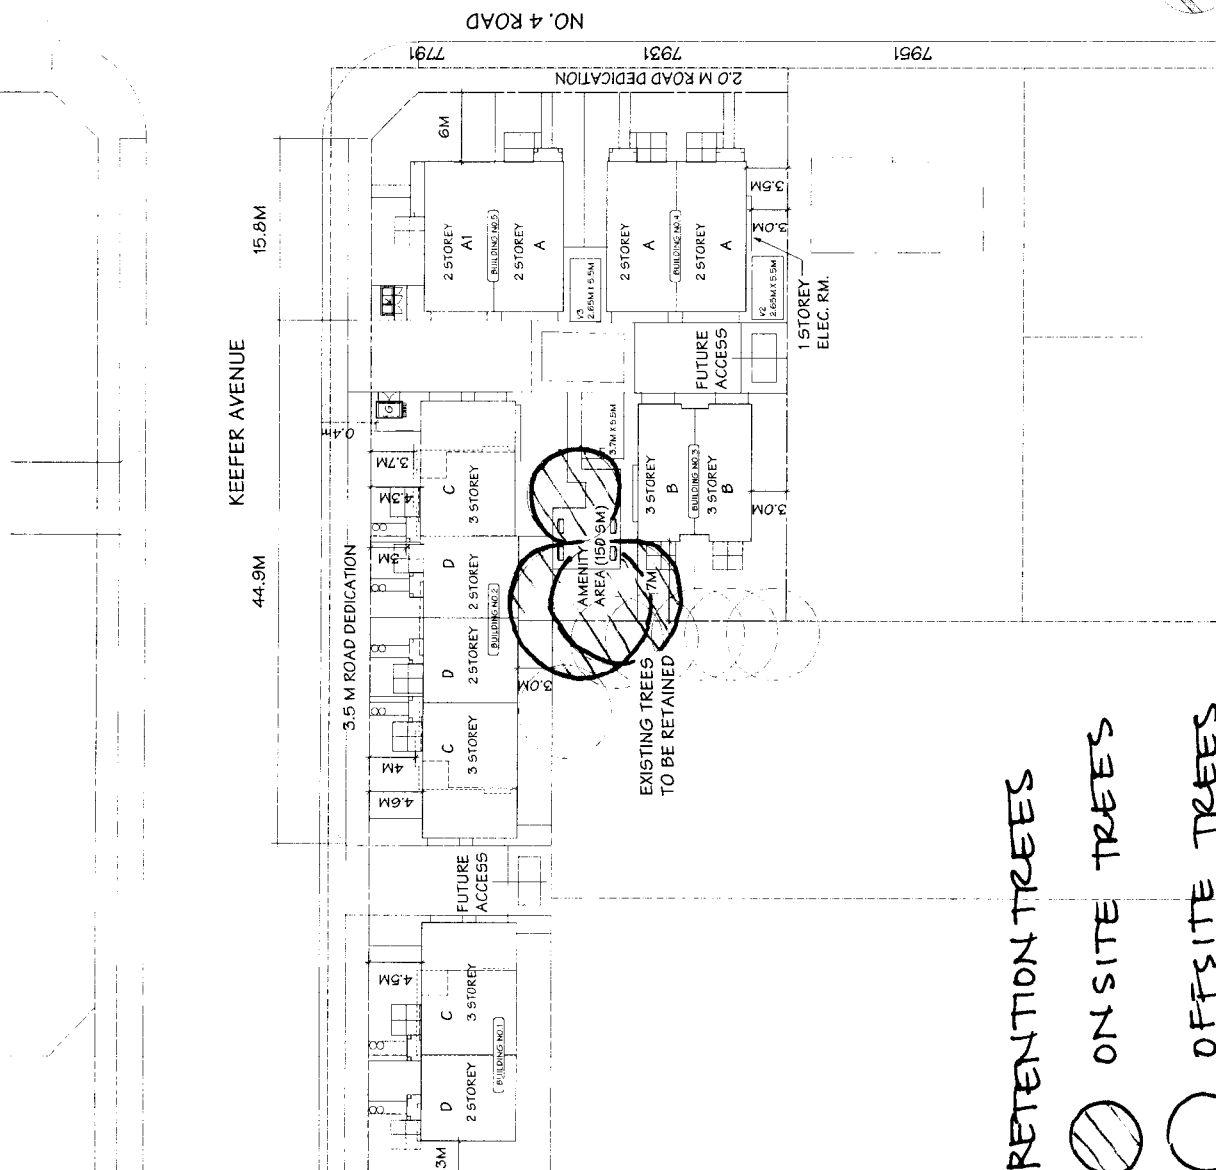 NO. 4 ROAD
7791
7931
7951
2.0 M ROAD DEDICATION
6M
15.8M
KEEFER AVENUE
44.9M
3.5 M ROAD DEDICATION
2 STOREY
A1
BUILDING NO.5
2 STOREY
A
2 STOREY
A
BUILDING NO.4
2 STOREY
A
3.5M
3.0M
V3
2.65M X 5.5M
V2
2.65M X 5.5M
1 STOREY
ELEC. RM.
FUTURE
ACCESS
G
0.4m
3.7M
4.3M
3M
4M
4.6M
C
3 STOREY
D
2 STOREY
BUILDING NO.2
D
2 STOREY
C
3 STOREY
3.7M X 5.5M
3 STOREY
B
BUILDING NO.3
3 STOREY
B
3.0M
AMENITY
AREA (150 SM)
7M
3.0M
EXISTING TREES
TO BE RETAINED
FUTURE
ACCESS
4.5M
C
3 STOREY
BUILDING NO.1
D
2 STOREY
3M
RETENTION TREES
ONSITE TREES
OFFSITE TREES